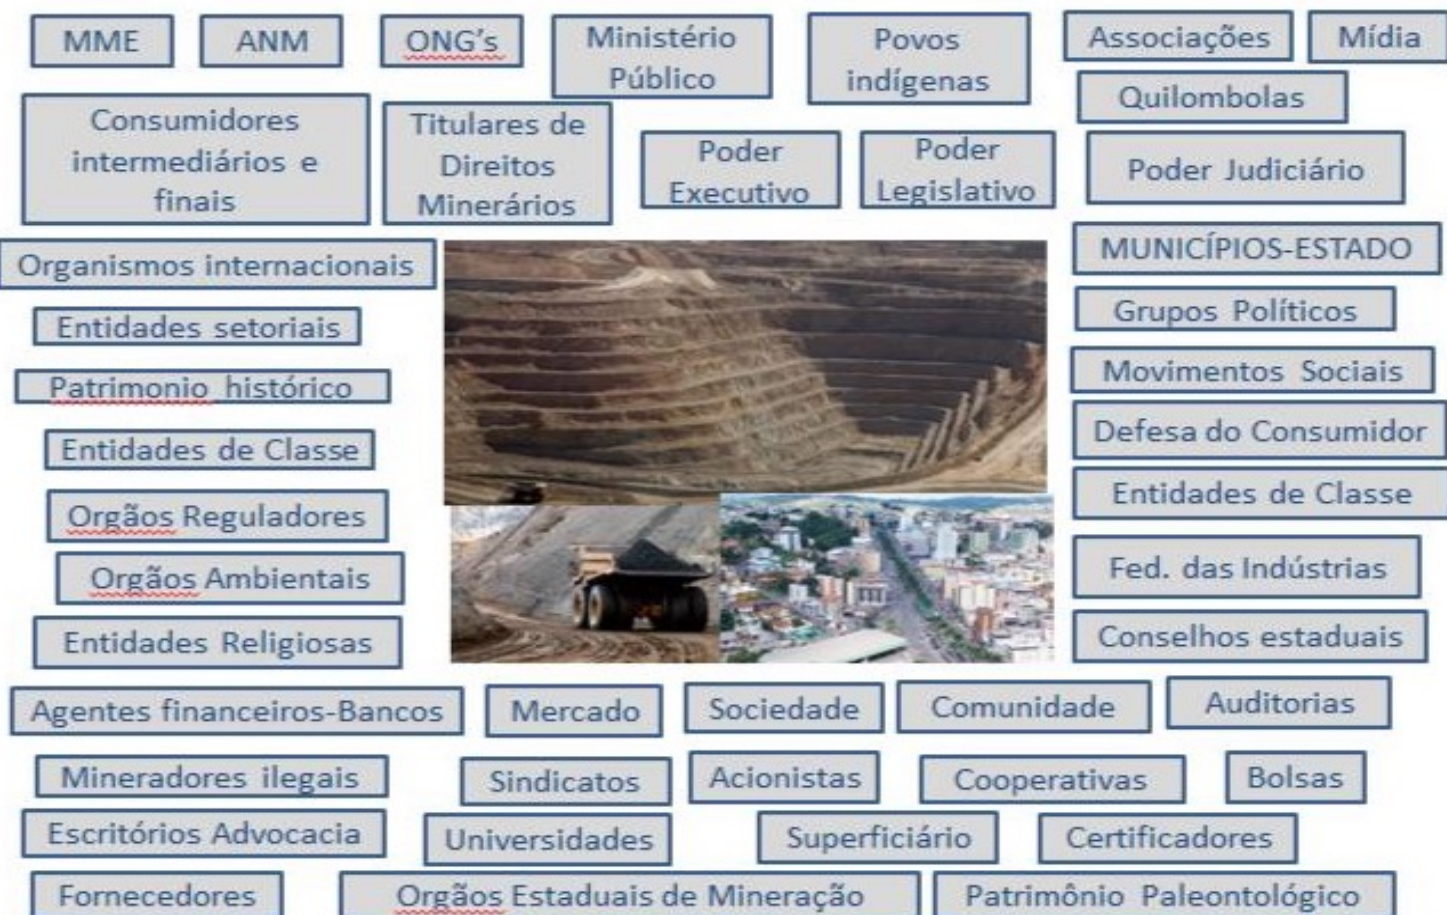 MME
ANM
ONG's
Ministério
Público
Povos
indígenas
Associações
Mídia
Quilombolas
Consumidores
intermediários e
finais
Titulares de
Direitos
Minerários
Poder
Executivo
Poder
Legislativo
Poder Judiciário
Organismos internacionais
Entidades setoriais
Patrimonio histórico
Entidades de Classe
Orgãos Reguladores
Orgãos Ambientais
Entidades Religiosas
MUNICÍPIOS-ESTADO
Grupos Políticos
Movimentos Sociais
Defesa do Consumidor
Entidades de Classe
Fed. das Indústrias
Conselhos estaduais
Agentes financeiros-Bancos
Mercado
Sociedade
Comunidade
Auditorias
Mineradores ilegais
Sindicatos
Acionistas
Cooperativas
Bolsas
Escritórios Advocacia
Universidades
Superficiário
Certificadores
Fornecedores
Orgãos Estaduais de Mineração
Patrimônio Paleontológico